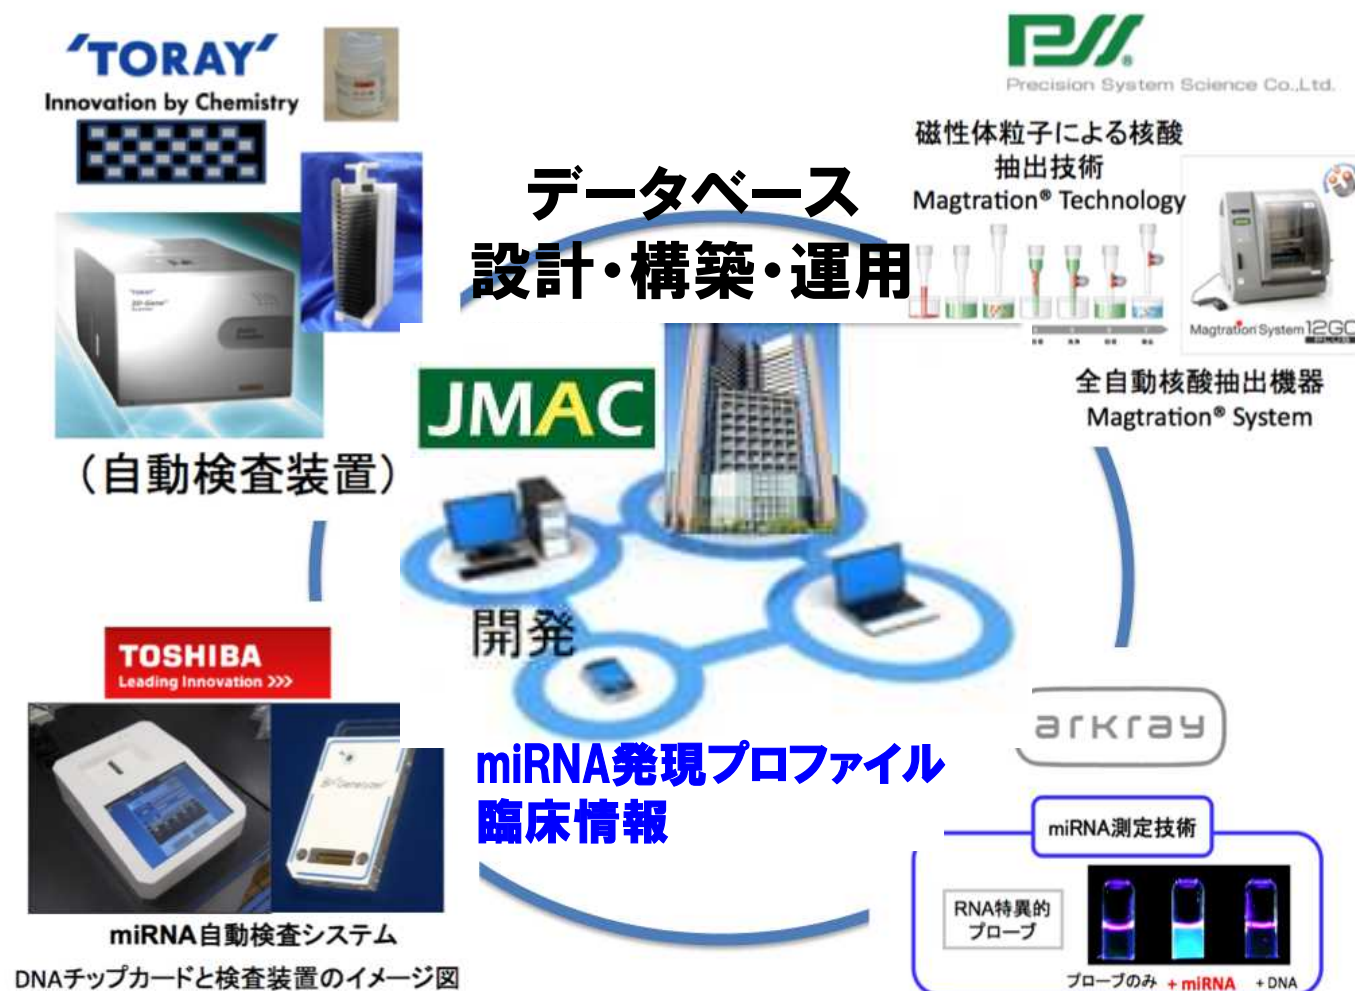 'TORAY'
Innovation by Chemistry
PSS®
Precision System Science Co.,Ltd.
磁性体粒子による核酸
抽出技術
Magtration® Technology
データベース
設計・構築・運用
Magtration System 12GC
PLUS
全自動核酸抽出機器
Magtration® System
JMAC
'TORAY'
3D-Gene
(自動検査装置)
開発
TOSHIBA
Leading Innovation >>>
arkray
miRNA発現プロファイル
臨床情報
miRNA測定技術
RNA特異的
プローブ
プローブのみ + miRNA + DNA
miRNA自動検査システム
DNAチップカードと検査装置のイメージ図